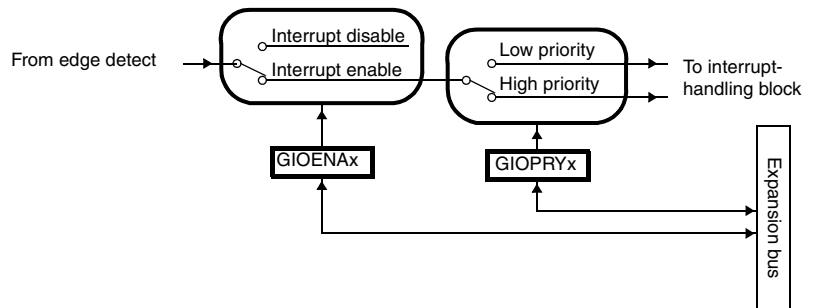 Interrupt disable
From edge detect
Interrupt enable
Low priority
High priority
To interrupt-
handling block
GIOENAx
GIOPRYx
Expansion bus